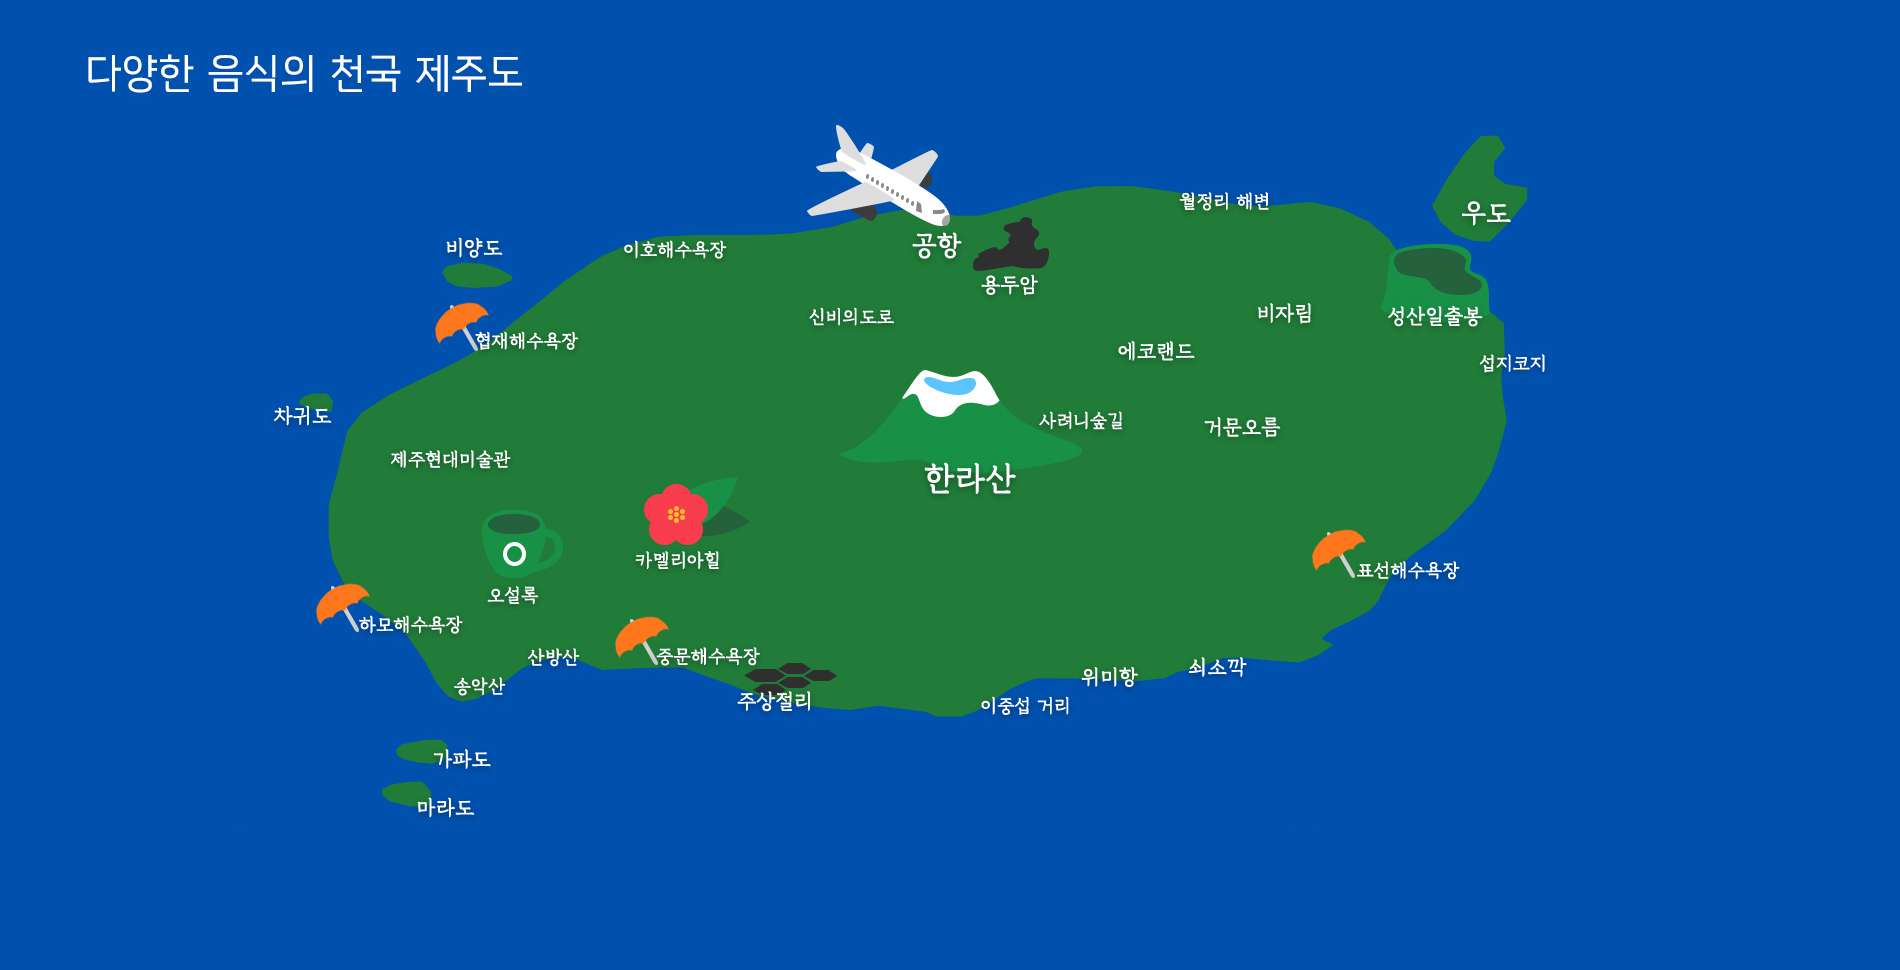 다양한 음식의 천국 제주도
월정리 해변
우도
공항
비양도
이호해수욕장
용두암
신비의도로
비자림
성산일출봉
협재해수욕장
에코랜드
섭지코지
차귀도
사려니숲길
거문오름
제주현대미술관
한라산
카멜리아힐
표선해수욕장
오설록
하모해수욕장
산방산
중문해수욕장
쇠소깍
위미항
송악산
주상절리
이중섭 거리
가파도
마라도